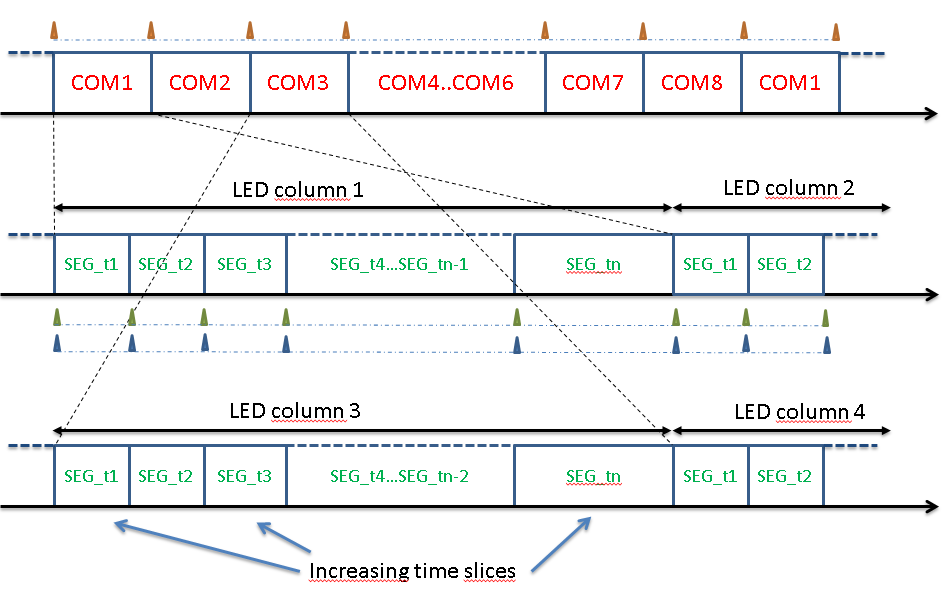 COM1 COM2 COM3 COM4..COM6 COM7 COM8 COM1
LED column 1 LED column 2
SEG_t1 SEG_t2 SEG_t3 SEG_t4...SEG_tn-1 SEG_tn SEG_t1 SEG_t2
LED column 3 LED column 4
SEG_t1 SEG_t2 SEG_t3 SEG_t4...SEG_tn-2 SEG_tn SEG_t1 SEG_t2
Increasing time slices